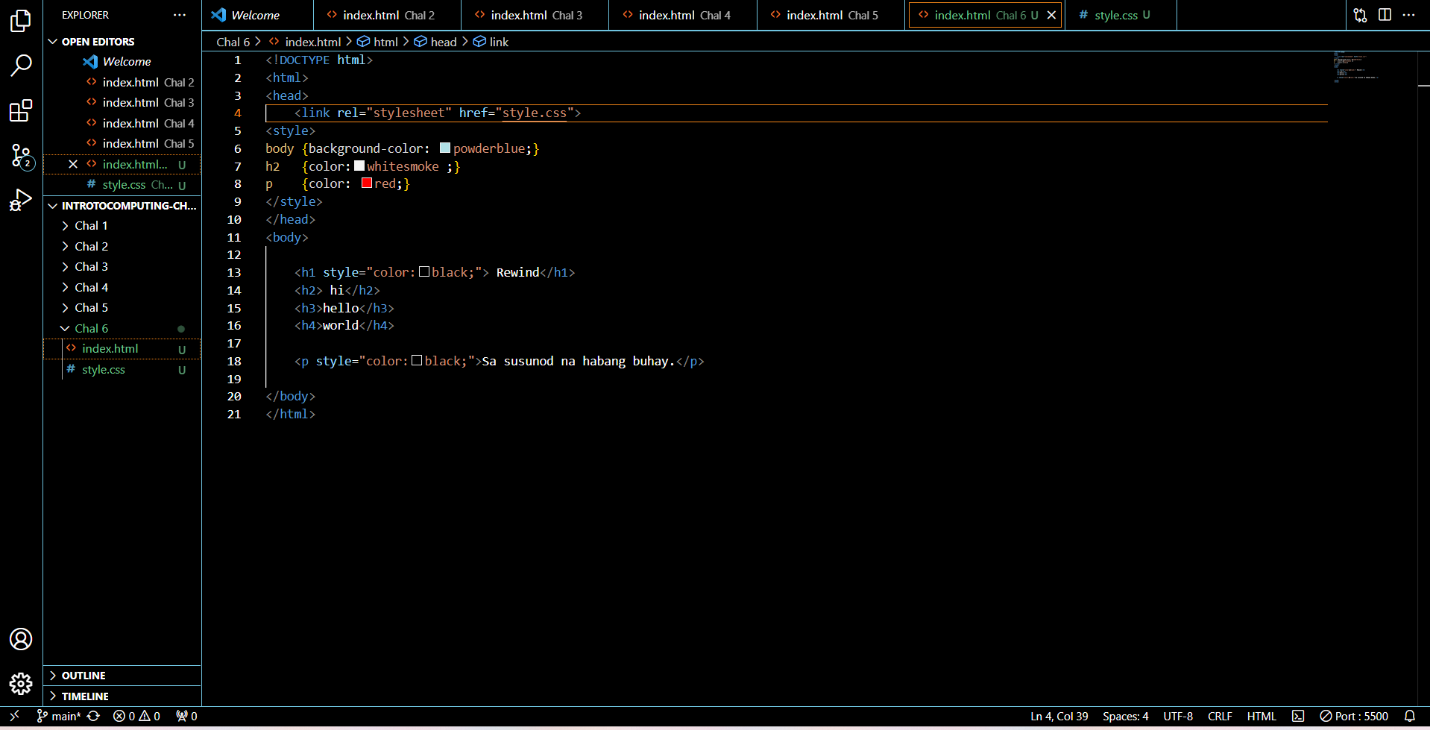 EXPLORER
Welcome
index.html Chal 2
index.html Chal 3
index.html Chal 4
index.html Chal 5
index.html Chal 6 U
style.css U
OPEN EDITORS
Welcome
index.html Chal 2
index.html Chal 3
index.html Chal 4
index.html Chal 5
index.html... U
style.css Ch... U
INTROTOCOMPUTING-CH...
Chal 1
Chal 2
Chal 3
Chal 4
Chal 5
Chal 6
index.html U
style.css U
OUTLINE
TIMELINE
2
Chal 6 > index.html > html > head > link
1 <!DOCTYPE html>
2 <html>
3 <head>
4     <link rel="stylesheet" href="style.css">
5 <style>
6 body {background-color: powderblue;}
7 h2   {color:whitesmoke ;}
8 p    {color: red;}
9 </style>
10 </head>
11 <body>
12
13     <h1 style="color:black;"> Rewind</h1>
14     <h2> hi</h2>
15     <h3>hello</h3>
16     <h4>world</h4>
17
18     <p style="color:black;">Sa susunod na habang buhay.</p>
19
20 </body>
21 </html>
main* 0 0 0
Ln 4, Col 39 Spaces: 4 UTF-8 CRLF HTML Port : 5500